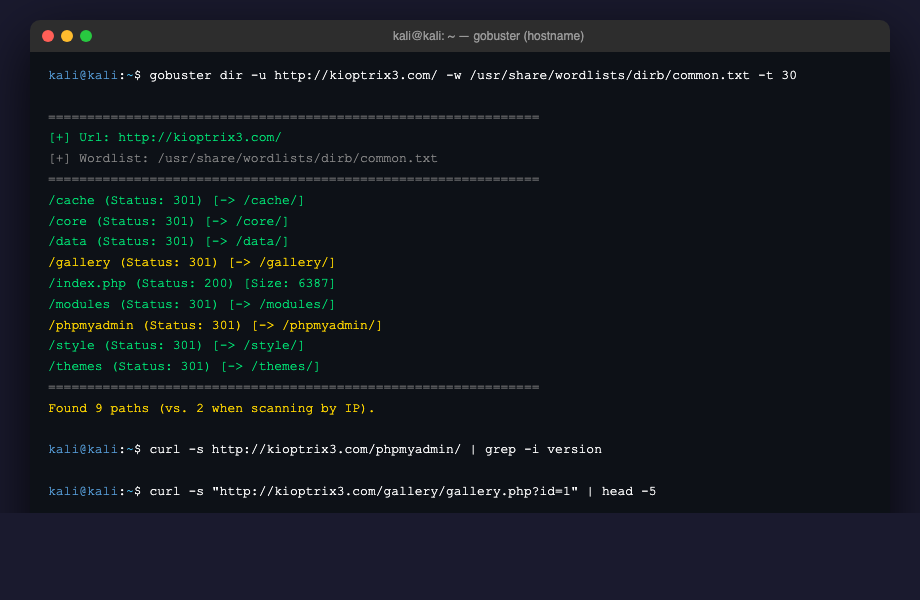 kali@kali: ~ — gobuster (hostname)
kali@kali:~$ gobuster dir -u http://kioptrix3.com/ -w /usr/share/wordlists/dirb/common.txt -t 30
===============================================================
[+] Url: http://kioptrix3.com/
[+] Wordlist: /usr/share/wordlists/dirb/common.txt
===============================================================
/cache (Status: 301) [-> /cache/]
/core (Status: 301) [-> /core/]
/data (Status: 301) [-> /data/]
/gallery (Status: 301) [-> /gallery/]
/index.php (Status: 200) [Size: 6387]
/modules (Status: 301) [-> /modules/]
/phpmyadmin (Status: 301) [-> /phpmyadmin/]
/style (Status: 301) [-> /style/]
/themes (Status: 301) [-> /themes/]
===============================================================
Found 9 paths (vs. 2 when scanning by IP).
kali@kali:~$ curl -s http://kioptrix3.com/phpmyadmin/ | grep -i version
kali@kali:~$ curl -s "http://kioptrix3.com/gallery/gallery.php?id=1" | head -5